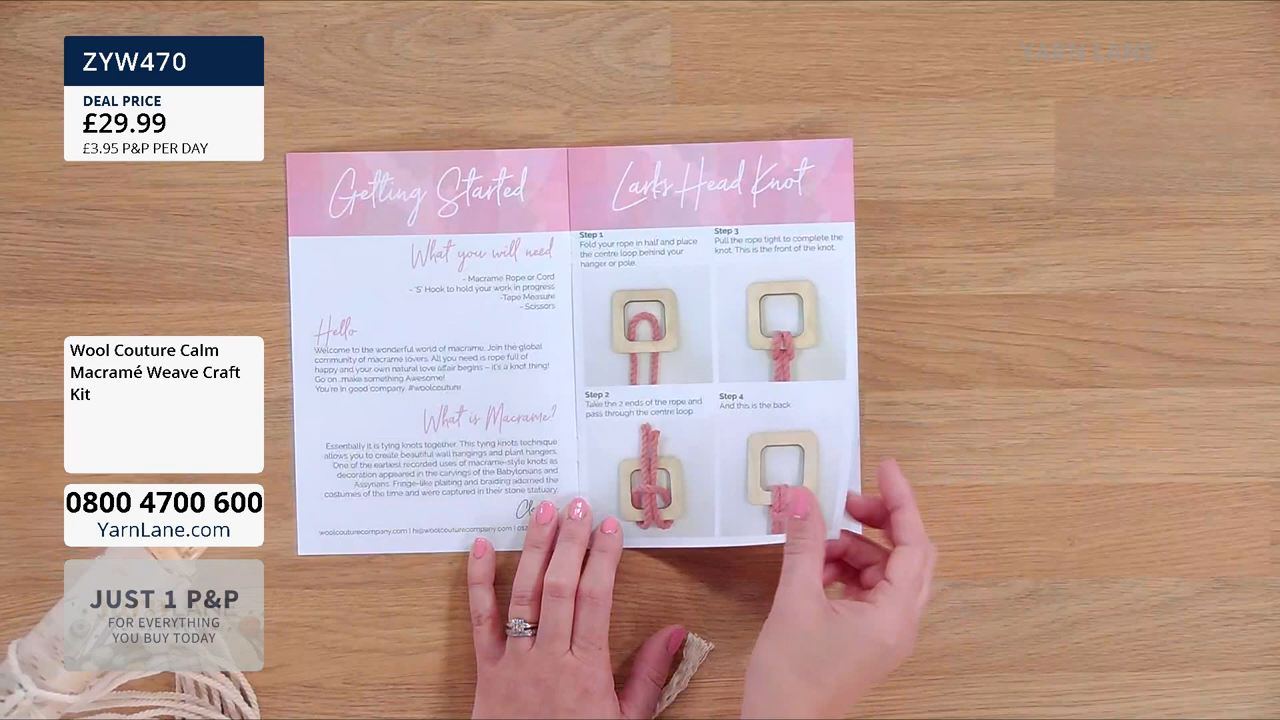 ZYW470
DEAL PRICE
£29.99
£3.95 P&P PER DAY
Wool Couture Calm
Macramé Weave Craft
Kit
0800 4700 600
YarnLane.com
JUST 1 P&P
FOR EVERYTHING
YOU BUY TODAY
YARN LANE
Getting Started
What you will need
- Macrame Rope or Cord
- 'S' Hook to hold your work in progress
-Tape Measure
- Scissors
Hello
Welcome to the wonderful world of macrame. Join the global
community of macrame lovers. All you need is rope full of
happy and your own natural love affair begins – it's a knot thing!
Go on..make something Awesome!
You're in good company. #woolcouture
What is Macrame?
Essentially it is tying knots together. This tying knots technique
allows you to create beautiful wall hangings and plant hangers.
One of the earliest recorded uses of macrame-style knots as
decoration appeared in the carvings of the Babylonians and
Assyrians. Fringe-like plaiting and braiding adorned the
costumes of the time and were captured in their stone statuary.
woolcouturecompany.com | hi@woolcouturecompany.com |
Larks Head Knot
Step 1
Fold your rope in half and place
the centre loop behind your
hanger or pole.
Step 2
Take the 2 ends of the rope and
pass through the centre loop.
Step 3
Pull the rope tight to complete the
knot. This is the front of the knot.
Step 4
And this is the back.